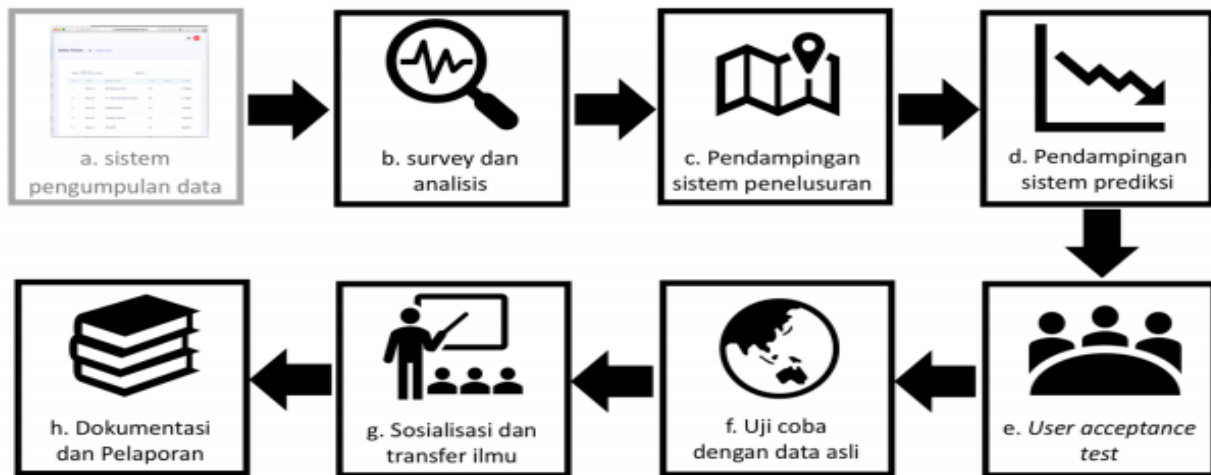 a. sistem
pengumpulan data
b. survey dan
analisis
c. Pendampingan
sistem penelusuran
d. Pendampingan
sistem prediksi
e. User acceptance
test
f. Uji coba
dengan data asli
g. Sosialisasi dan
transfer ilmu
h. Dokumentasi
dan Pelaporan